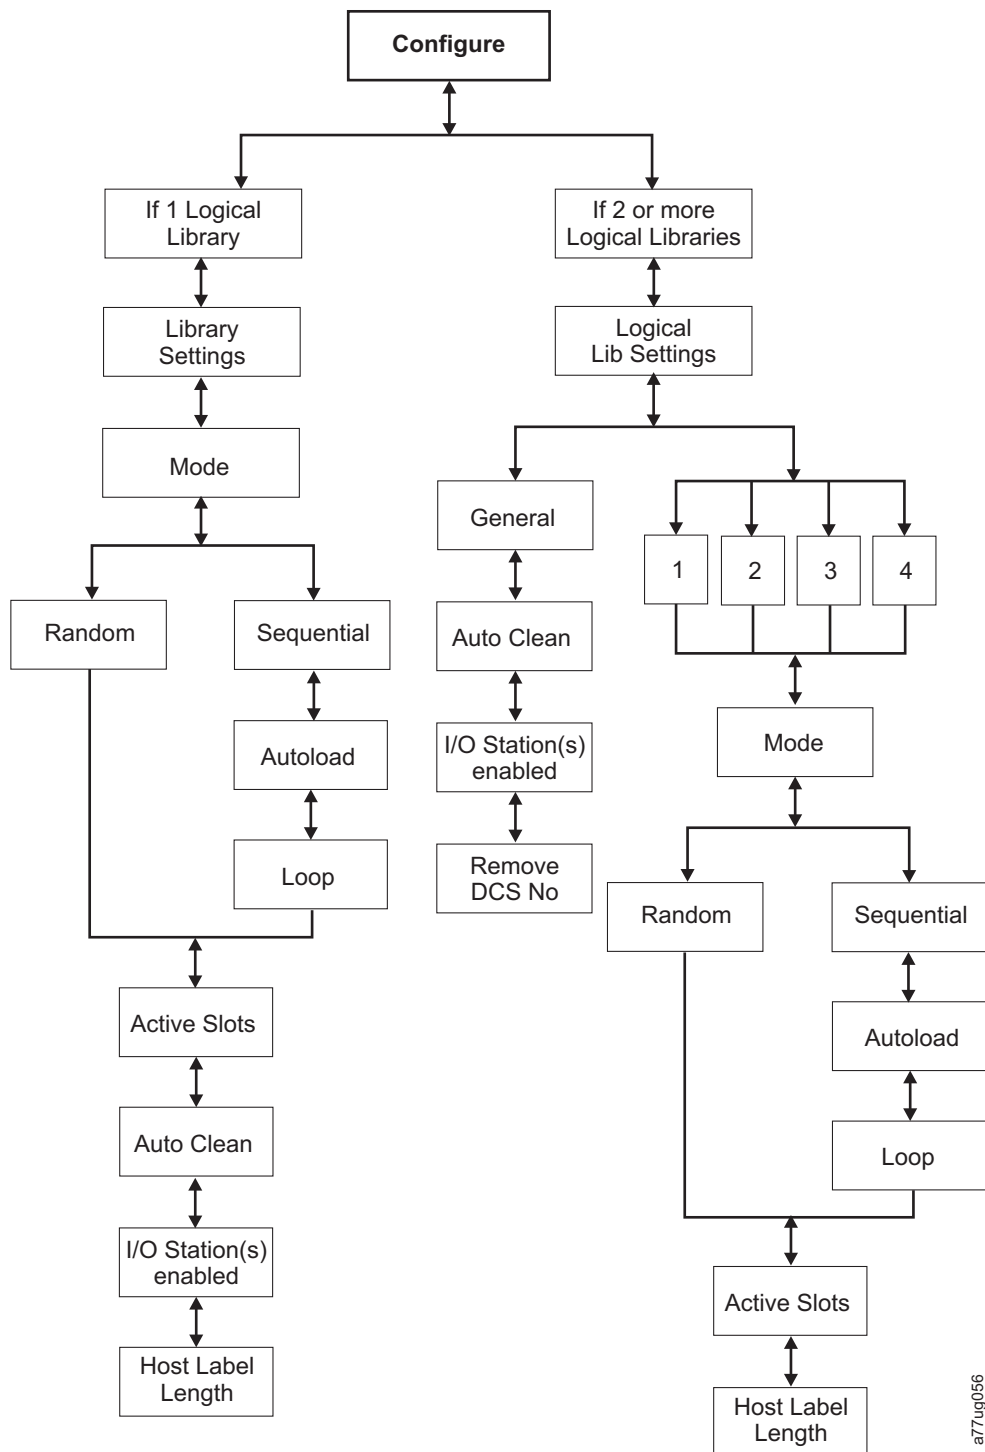 Configure
If 1 Logical
Library
If 2 or more
Logical Libraries
Library
Settings
Logical
Lib Settings
Mode
General
1
2
3
4
Random
Sequential
Auto Clean
Autoload
I/O Station(s)
enabled
Mode
Loop
Remove
DCS No
Random
Sequential
Active Slots
Autoload
Auto Clean
Loop
I/O Station(s)
enabled
Active Slots
Host Label
Length
Host Label
Length
a77ug056